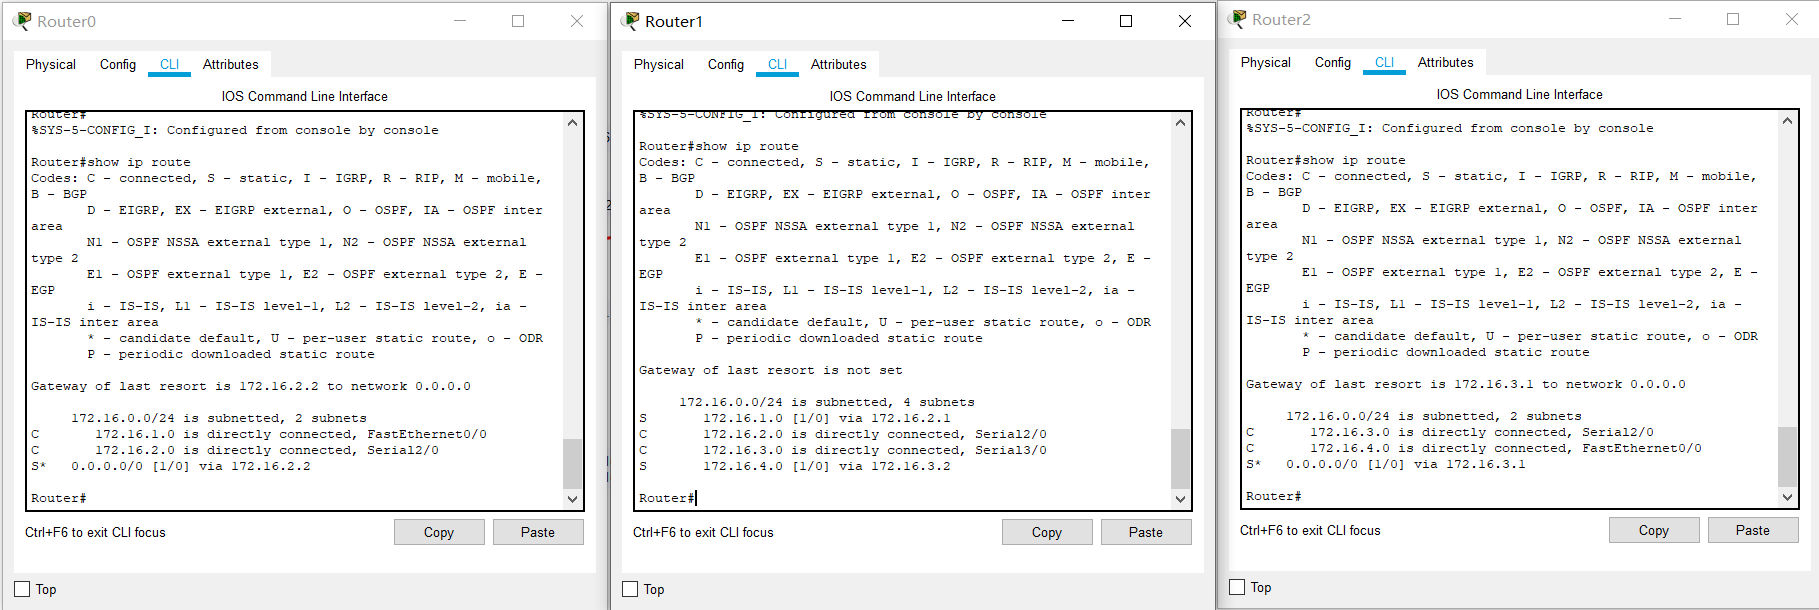 Router0
Physical Config CLI Attributes
IOS Command Line Interface
Router#
%SYS-5-CONFIG_I: Configured from console by console
Router#show ip route
Codes: C - connected, S - static, I - IGRP, R - RIP, M - mobile,
B - BGP
D - EIGRP, EX - EIGRP external, O - OSPF, IA - OSPF inter
area
N1 - OSPF NSSA external type 1, N2 - OSPF NSSA external
type 2
E1 - OSPF external type 1, E2 - OSPF external type 2, E -
EGP
i - IS-IS, L1 - IS-IS level-1, L2 - IS-IS level-2, ia -
IS-IS inter area
* - candidate default, U - per-user static route, o - ODR
P - periodic downloaded static route
Gateway of last resort is 172.16.2.2 to network 0.0.0.0
172.16.0.0/24 is subnetted, 2 subnets
C 172.16.1.0 is directly connected, FastEthernet0/0
C 172.16.2.0 is directly connected, Serial2/0
S* 0.0.0.0/0 [1/0] via 172.16.2.2
Router#
Ctrl+F6 to exit CLI focus
Copy
Paste
Top
Router1
Physical Config CLI Attributes
IOS Command Line Interface
%SYS-5-CONFIG_I: Configured from console by console
Router#show ip route
Codes: C - connected, S - static, I - IGRP, R - RIP, M - mobile,
B - BGP
D - EIGRP, EX - EIGRP external, O - OSPF, IA - OSPF inter
area
N1 - OSPF NSSA external type 1, N2 - OSPF NSSA external
type 2
E1 - OSPF external type 1, E2 - OSPF external type 2, E -
EGP
i - IS-IS, L1 - IS-IS level-1, L2 - IS-IS level-2, ia -
IS-IS inter area
* - candidate default, U - per-user static route, o - ODR
P - periodic downloaded static route
Gateway of last resort is not set
172.16.0.0/24 is subnetted, 4 subnets
S 172.16.1.0 [1/0] via 172.16.2.1
C 172.16.2.0 is directly connected, Serial2/0
C 172.16.3.0 is directly connected, Serial3/0
S 172.16.4.0 [1/0] via 172.16.3.2
Router#
Ctrl+F6 to exit CLI focus
Copy
Paste
Top
Router2
Physical Config CLI Attributes
IOS Command Line Interface
Router#
%SYS-5-CONFIG_I: Configured from console by console
Router#show ip route
Codes: C - connected, S - static, I - IGRP, R - RIP, M - mobile,
B - BGP
D - EIGRP, EX - EIGRP external, O - OSPF, IA - OSPF inter
area
N1 - OSPF NSSA external type 1, N2 - OSPF NSSA external
type 2
E1 - OSPF external type 1, E2 - OSPF external type 2, E -
EGP
i - IS-IS, L1 - IS-IS level-1, L2 - IS-IS level-2, ia -
IS-IS inter area
* - candidate default, U - per-user static route, o - ODR
P - periodic downloaded static route
Gateway of last resort is 172.16.3.1 to network 0.0.0.0
172.16.0.0/24 is subnetted, 2 subnets
C 172.16.3.0 is directly connected, Serial2/0
C 172.16.4.0 is directly connected, FastEthernet0/0
S* 0.0.0.0/0 [1/0] via 172.16.3.1
Router#
Ctrl+F6 to exit CLI focus
Copy
Paste
Top